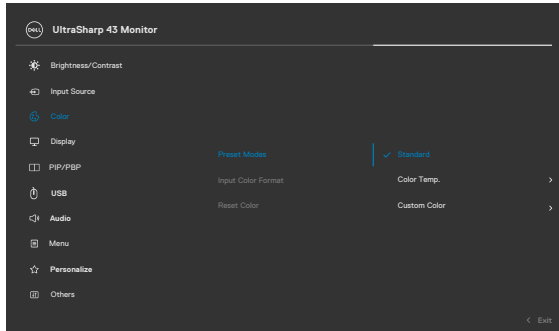 DELL UltraSharp 43 Monitor
Brightness/Contrast
Input Source
Color
Display
PIP/PBP
USB
Audio
Menu
Personalize
Others
Preset Modes
Input Color Format
Reset Color
Standard
Color Temp.
Custom Color
Exit